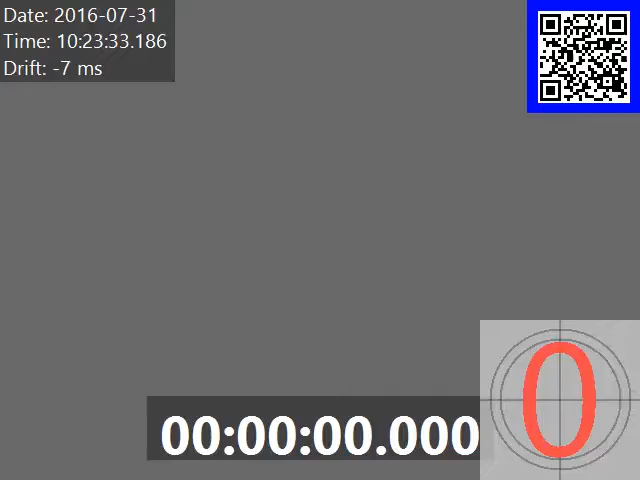 Date: 2016-07-31
Time: 10:23:33.186
Drift: -7 ms
00:00:00.000
0